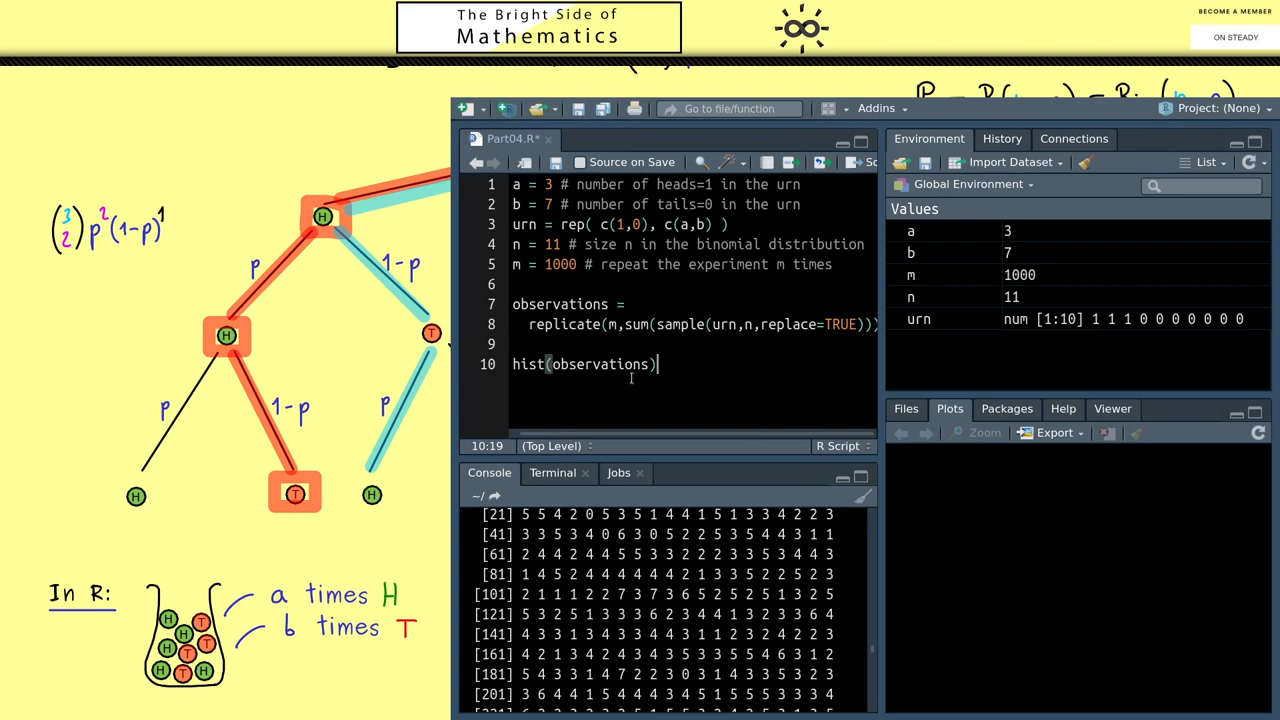 The Bright Side of
Mathematics
BECOME A MEMBER
ON STEADY
(3 2) p^2 (1-p)^1
H
p
1-p
H
T
p
1-p
p
H
T
H
In R:
a times H
b times T
H T H T H T H T H
Go to file/function
Addins
Project: (None)
Part04.R*
Source on Save
So
1 a = 3 # number of heads=1 in the urn
2 b = 7 # number of tails=0 in the urn
3 urn = rep( c(1,0), c(a,b) )
4 n = 11 # size n in the binomial distribution
5 m = 1000 # repeat the experiment m times
6
7 observations =
8 replicate(m,sum(sample(urn,n,replace=TRUE)))
9
10 hist(observations)
10:19 (Top Level) R Script
Console Terminal Jobs
~/
[21] 5 5 4 2 0 5 3 5 1 4 4 1 5 1 3 3 4 2 2 3
[41] 3 3 5 3 4 0 6 3 0 5 2 2 5 3 5 4 4 3 1 1
[61] 2 4 4 2 4 4 5 5 3 3 2 2 2 3 3 5 3 4 4 3
[81] 1 4 5 2 4 4 4 4 4 4 2 1 3 3 5 2 2 5 2 3
[101] 2 1 1 1 2 2 7 3 7 3 6 5 2 5 2 5 1 3 2 5
[121] 5 3 2 5 1 3 3 3 6 2 3 4 4 1 3 2 3 3 6 4
[141] 4 3 3 1 3 4 3 3 4 4 3 1 1 2 3 2 4 2 2 3
[161] 4 2 1 3 4 2 4 3 4 3 5 3 3 5 5 4 6 3 1 2
[181] 5 4 3 3 1 4 7 2 2 3 0 3 1 4 3 3 5 3 2 3
[201] 3 6 4 4 1 5 4 4 4 3 4 5 1 5 5 3 3 3 4
Environment History Connections
Import Dataset List
Global Environment
Values
a 3
b 7
m 1000
n 11
urn num [1:10] 1 1 1 0 0 0 0 0 0 0
Files Plots Packages Help Viewer
Zoom Export